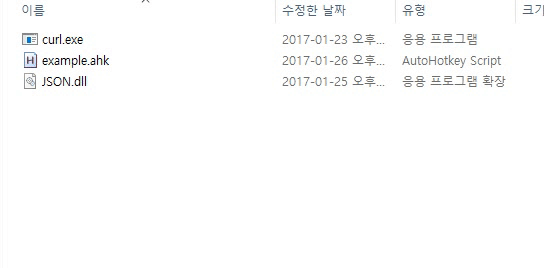 이름 수정한 날짜 유형 크기
curl.exe 2017-01-23 오후... 응용 프로그램
example.ahk 2017-01-26 오후... AutoHotkey Script
JSON.dll 2017-01-25 오후... 응용 프로그램 확장